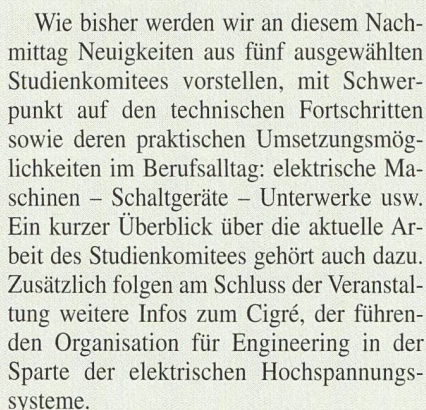 Wie bisher werden wir an diesem Nach-
mittag Neuigkeiten aus fünf ausgewählten
Studienkomitees vorstellen, mit Schwer-
punkt auf den technischen Fortschritten
sowie deren praktischen Umsetzungsmög-
lichkeiten im Berufsalltag: elektrische Ma-
schinen – Schaltgeräte – Unterwerke usw.
Ein kurzer Überblick über die aktuelle Ar-
beit des Studienkomitees gehört auch dazu.
Zusätzlich folgen am Schluss der Veranstal-
tung weitere Infos zum Cigré, der führen-
den Organisation für Engineering in der
Sparte der elektrischen Hochspannungs-
systeme.